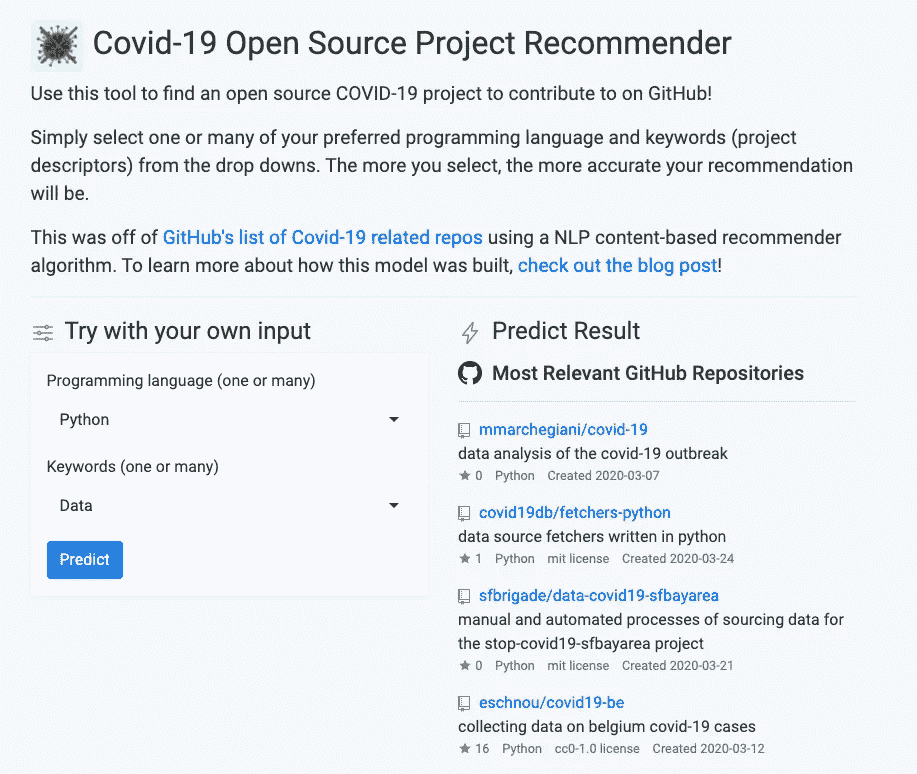 Covid-19 Open Source Project Recommender
Use this tool to find an open source COVID-19 project to contribute to on GitHub!
Simply select one or many of your preferred programming language and keywords (project
descriptors) from the drop downs. The more you select, the more accurate your recommendation
will be.
This was off of GitHub's list of Covid-19 related repos using a NLP content-based recommender
algorithm. To learn more about how this model was built, check out the blog post!
Try with your own input
Programming language (one or many)
Python
Keywords (one or many)
Data
Predict
Predict Result
Most Relevant GitHub Repositories
mmarchegiani/covid-19
data analysis of the covid-19 outbreak
★ 0 Python Created 2020-03-07
covid19db/fetchers-python
data source fetchers written in python
★ 1 Python mit license Created 2020-03-24
sfbrigade/data-covid19-sfbayarea
manual and automated processes of sourcing data for
the stop-covid19-sfbayarea project
★ 0 Python mit license Created 2020-03-21
eschnou/covid19-be
collecting data on belgium covid-19 cases
★ 16 Python cc0-1.0 license Created 2020-03-12